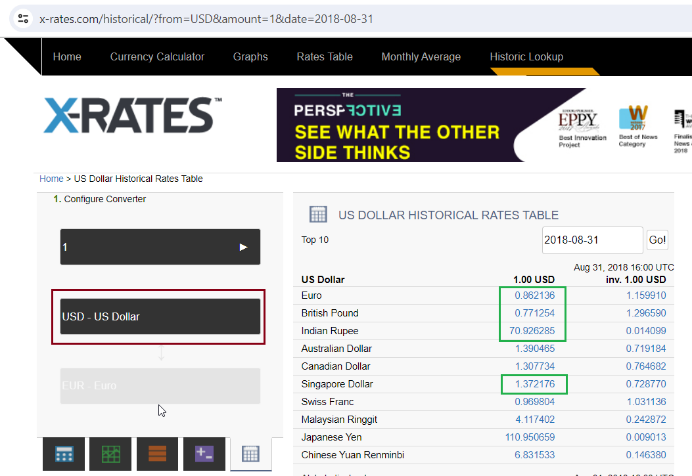 x-rates.com/historical/?from=USD&amount=1&date=2018-08-31
Home Currency Calculator Graphs Rates Table Monthly Average Historic Lookup
X-RATES™
THE
PERSPECTIVE
SEE WHAT THE OTHER
SIDE THINKS
EPPY
Best Innovation
Project
W
2017
Best of News
Category
Finali
News
2018
Home > US Dollar Historical Rates Table
1. Configure Converter
1
USD - US Dollar
EUR - Euro
US DOLLAR HISTORICAL RATES TABLE
Top 10 2018-08-31 Go!
Aug 31, 2018 16:00 UTC
US Dollar 1.00 USD inv. 1.00 USD
Euro 0.862136 1.159910
British Pound 0.771254 1.296590
Indian Rupee 70.926285 0.014099
Australian Dollar 1.390465 0.719184
Canadian Dollar 1.307734 0.764682
Singapore Dollar 1.372176 0.728770
Swiss Franc 0.969804 1.031136
Malaysian Ringgit 4.117402 0.242872
Japanese Yen 110.950659 0.009013
Chinese Yuan Renminbi 6.831533 0.146380